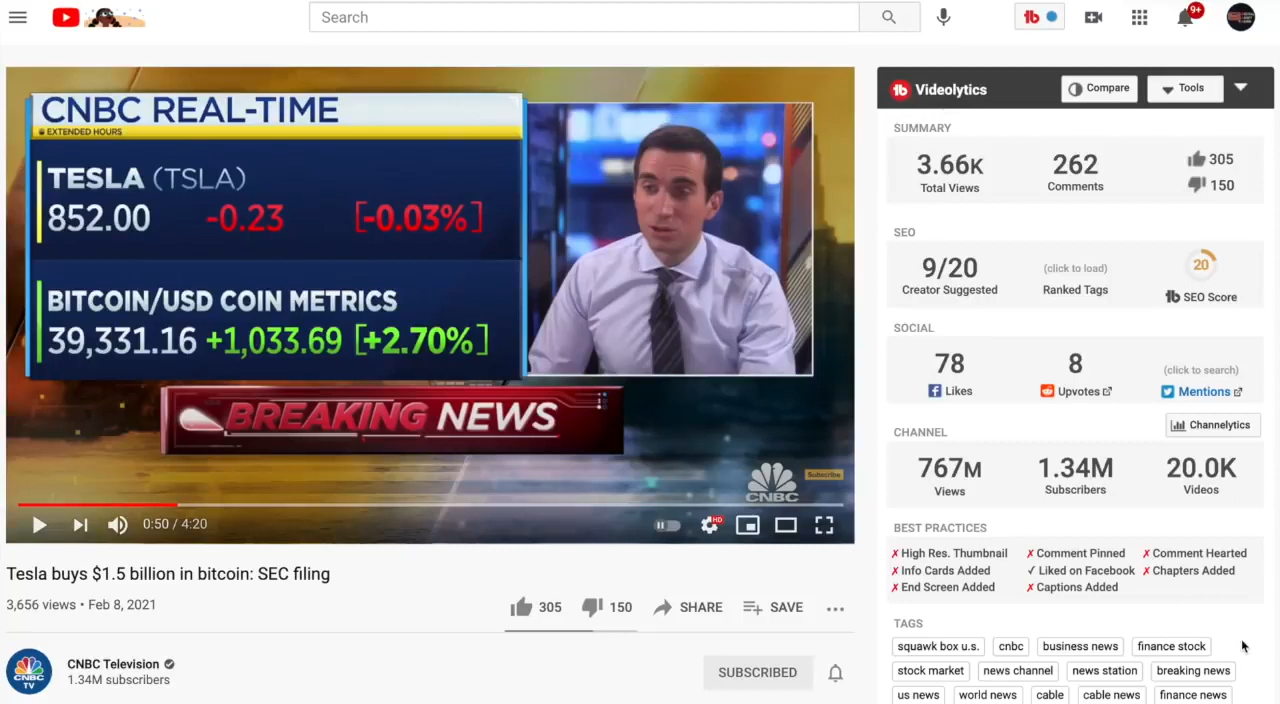 Search
9+
Videolytics
Compare
Tools
CNBC REAL-TIME
EXTENDED HOURS
TESLA (TSLA)
852.00 -0.23 [-0.03%]
BITCOIN/USD COIN METRICS
39,331.16 +1,033.69 [+2.70%]
BREAKING NEWS
CNBC
Subscribe
0:50 / 4:20
HD
Tesla buys $1.5 billion in bitcoin: SEC filing
3,656 views • Feb 8, 2021
305 150 SHARE SAVE
CNBC
TV
CNBC Television
1.34M subscribers
SUBSCRIBED
SUMMARY
3.66K 262 305
Total Views Comments 150
SEO
9/20 (click to load) 20
Creator Suggested Ranked Tags tb SEO Score
SOCIAL
78 8 (click to search)
Likes Upvotes Mentions
CHANNEL Channelytics
767M 1.34M 20.0K
Views Subscribers Videos
BEST PRACTICES
✗ High Res. Thumbnail ✗ Comment Pinned ✗ Comment Hearted
✗ Info Cards Added ✓ Liked on Facebook ✗ Chapters Added
✗ End Screen Added ✗ Captions Added
TAGS
squawk box u.s. cnbc business news finance stock
stock market news channel news station breaking news
us news world news cable cable news finance news